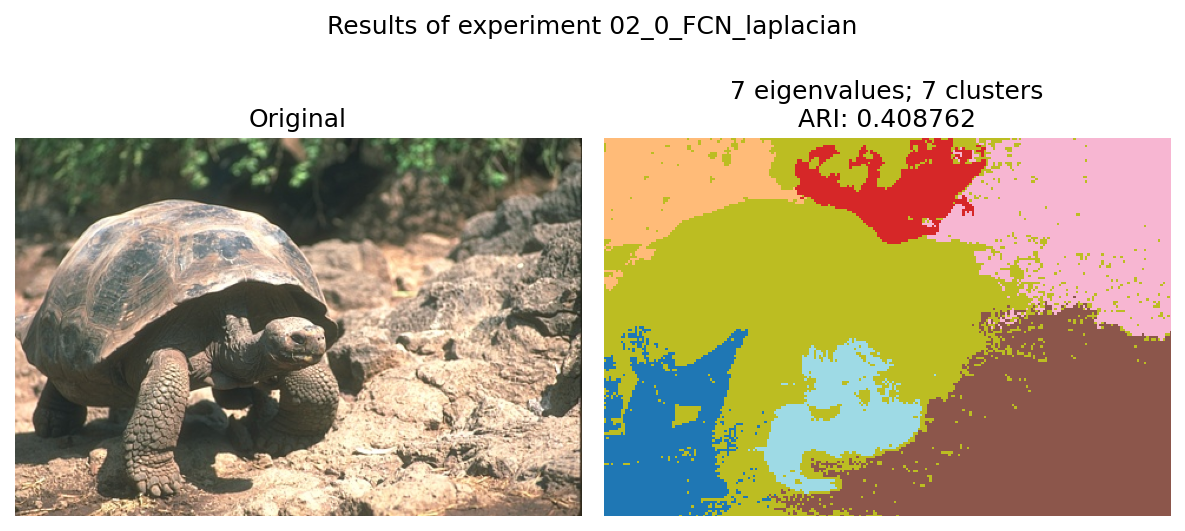 Results of experiment 02_0_FCN_laplacian
Original
7 eigenvalues; 7 clusters
ARI: 0.408762